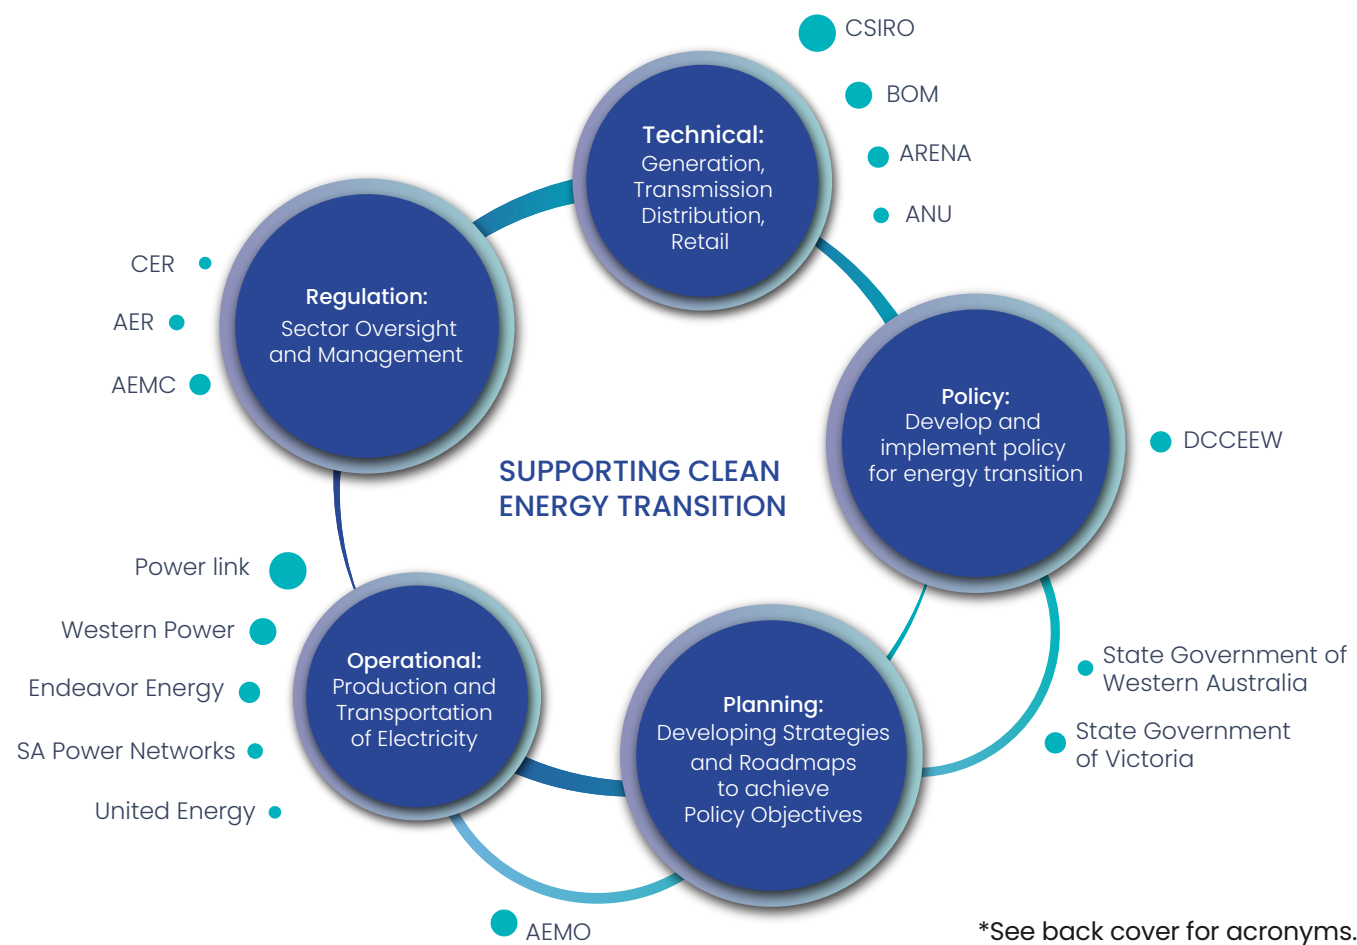 CSIRO
BOM
ARENA
ANU
Technical:
Generation,
Transmission
Distribution,
Retail
CER
AER
AEMC
Regulation:
Sector Oversight
and Management
Policy:
Develop and
implement policy
for energy transition
DCCEEW
SUPPORTING CLEAN
ENERGY TRANSITION
Power link
Western Power
Endeavor Energy
SA Power Networks
United Energy
Operational:
Production and
Transportation
of Electricity
Planning:
Developing Strategies
and Roadmaps
to achieve
Policy Objectives
State Government of
Western Australia
State Government
of Victoria
AEMO
*See back cover for acronyms.